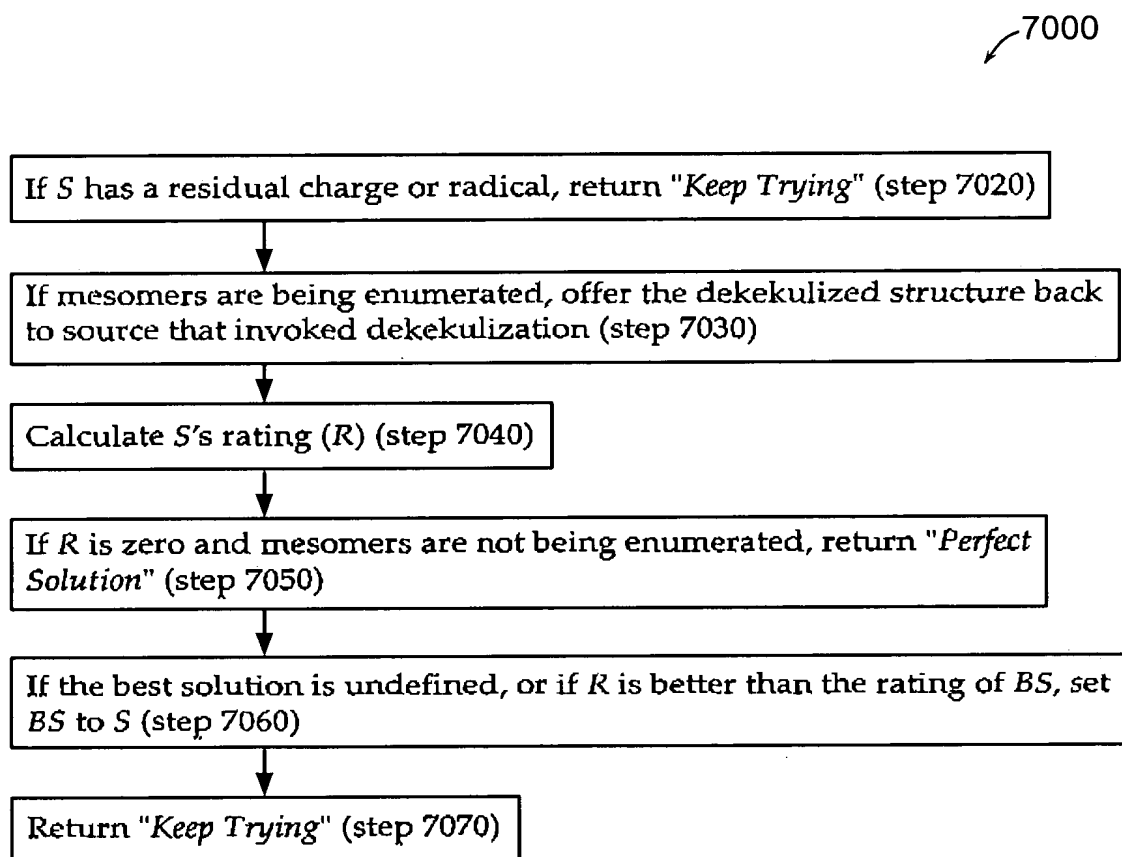 7000
If S has a residual charge or radical, return "Keep Trying" (step 7020)
If mesomers are being enumerated, offer the dekekulized structure back
to source that invoked dekekulization (step 7030)
Calculate S's rating (R) (step 7040)
If R is zero and mesomers are not being enumerated, return "Perfect
Solution" (step 7050)
If the best solution is undefined, or if R is better than the rating of BS, set
BS to S (step 7060)
Return "Keep Trying" (step 7070)